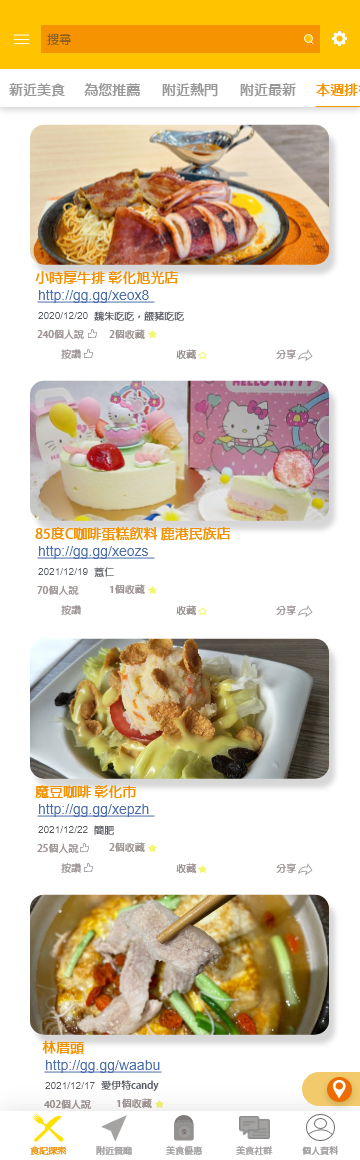 搜尋
新近美食 為您推薦 附近熱門 附近最新 本週排
HELLO KITTY
小時厚牛排 彰化旭光店
http://gg.gg/xeox8
2020/12/20 魏朱吃吃，餵豬吃吃
240個人說 2個收藏
按讚 收藏 分享
85度C咖啡蛋糕飲料 鹿港民族店
http://gg.gg/xeozs
2021/12/19 薏仁
70個人說 1個收藏
按讚 收藏 分享
魔豆咖啡 彰化市
http://gg.gg/xepzh
2021/12/22 簡肥
25個人說 2個收藏
按讚 收藏 分享
林厝頭
http://gg.gg/waabu
2021/12/17 愛伊特candy
402個人說 1個收藏
食記探索 附近餐廳 美食優惠 美食社群 個人資料